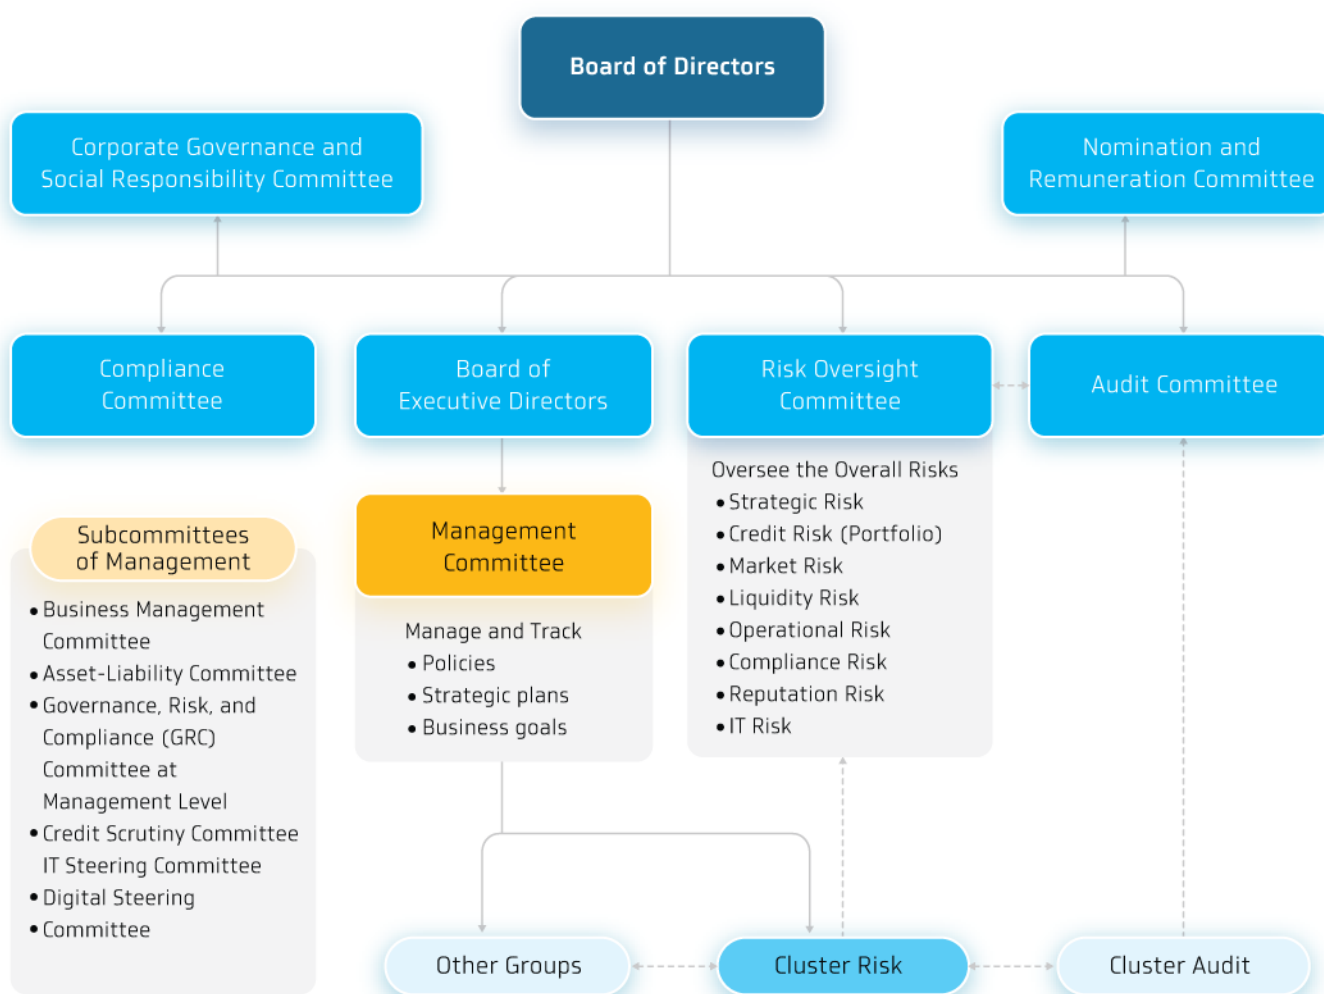 Board of Directors
Corporate Governance and
Social Responsibility Committee
Nomination and
Remuneration Committee
Compliance
Committee
Board of
Executive Directors
Risk Oversight
Committee
Audit Committee
Subcommittees
of Management
• Business Management
Committee
• Asset-Liability Committee
• Governance, Risk, and
Compliance (GRC)
Committee at
Management Level
• Credit Scrutiny Committee
IT Steering Committee
• Digital Steering
• Committee
Management
Committee
Manage and Track
• Policies
• Strategic plans
• Business goals
Oversee the Overall Risks
• Strategic Risk
• Credit Risk (Portfolio)
• Market Risk
• Liquidity Risk
• Operational Risk
• Compliance Risk
• Reputation Risk
• IT Risk
Other Groups
Cluster Risk
Cluster Audit